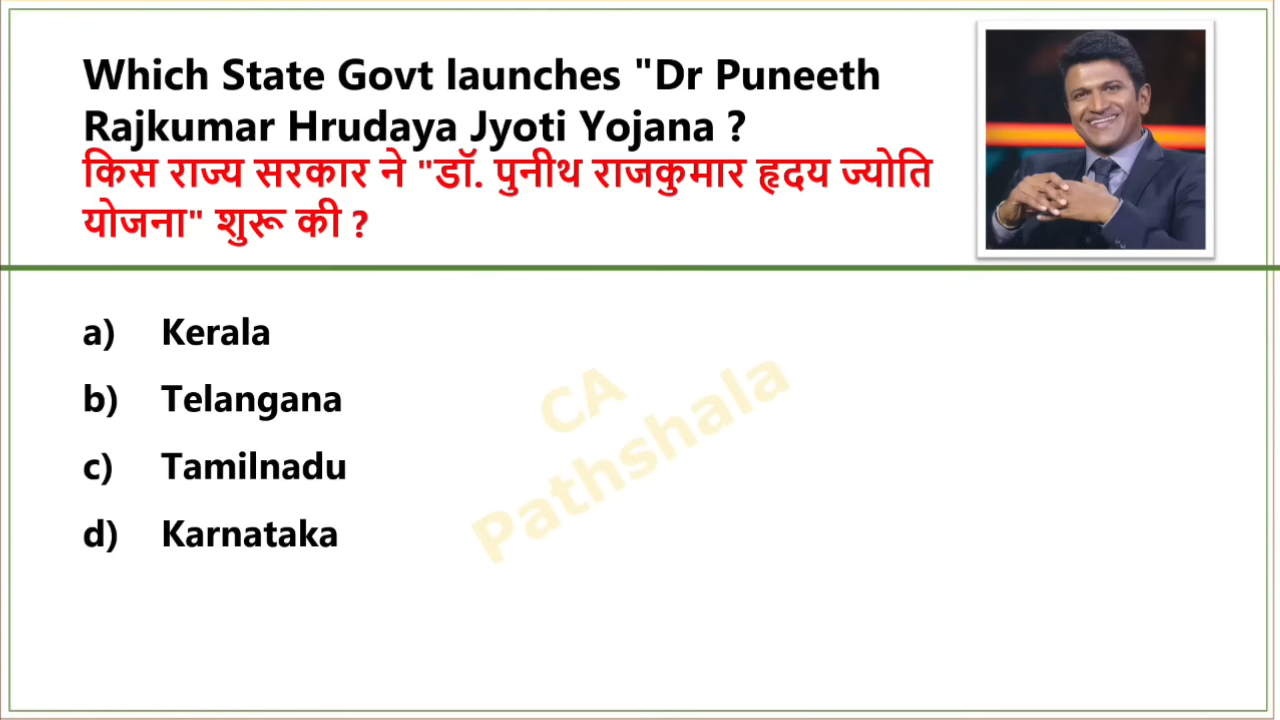 Which State Govt launches "Dr Puneeth
Rajkumar Hrudaya Jyoti Yojana ?
किस राज्य सरकार ने "डॉ. पुनीथ राजकुमार हृदय ज्योति
योजना" शुरू की ?
a) Kerala
b) Telangana
c) Tamilnadu
d) Karnataka
CA
Pathshala